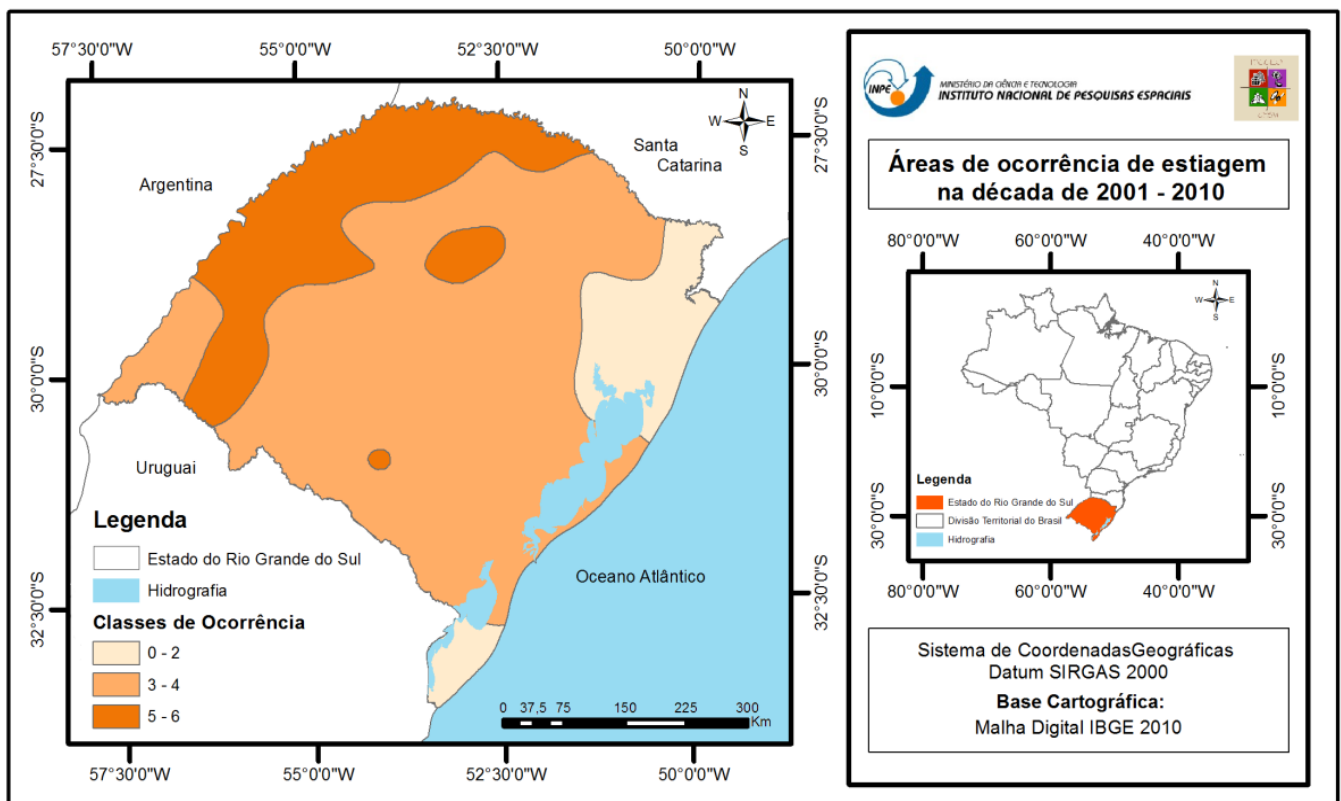 57°30'0"W
55°0'0"W
52°30'0"W
50°0'0"W
27°30'0"S
27°30'0"S
N
W
E
S
Santa
Catarina
Argentina
30°0'0"S
30°0'0"S
Uruguai
Legenda
Estado do Rio Grande do Sul
Hidrografia
Classes de Ocorrência
0 - 2
3 - 4
5 - 6
Oceano Atlântico
32°30'0"S
32°30'0"S
0 37,5 75 150 225 300
Km
57°30'0"W
55°0'0"W
52°30'0"W
50°0'0"W
INPE
MINISTÉRIO DA CIÊNCIA E TECNOLOGIA
INSTITUTO NACIONAL DE PESQUISAS ESPACIAIS
Áreas de ocorrência de estiagem
na década de 2001 - 2010
80°0'0"W
60°0'0"W
40°0'0"W
N
W
E
S
10°0'0"S
10°0'0"S
30°0'0"S
30°0'0"S
Legenda
Estado do Rio Grande do Sul
Divisão Territorial do Brasil
Hidrografia
80°0'0"W
60°0'0"W
40°0'0"W
Sistema de CoordenadasGeográficas
Datum SIRGAS 2000
Base Cartográfica:
Malha Digital IBGE 2010